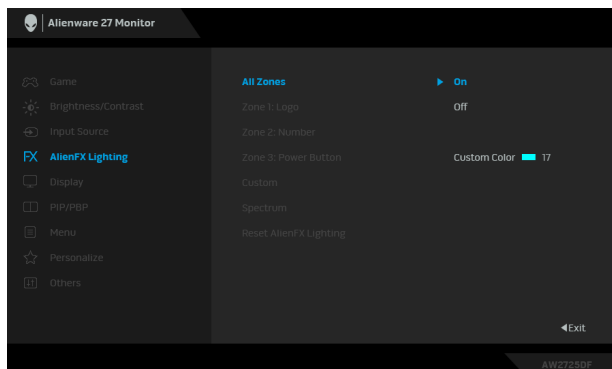 Alienware 27 Monitor
Game
Brightness/Contrast
Input Source
FX AlienFX Lighting
Display
PIP/PBP
Menu
Personalize
Others
All Zones
Zone 1: Logo
Zone 2: Number
Zone 3: Power Button
Custom
Spectrum
Reset AlienFX Lighting
On
Off
Custom Color 17
Exit
AW2725DF